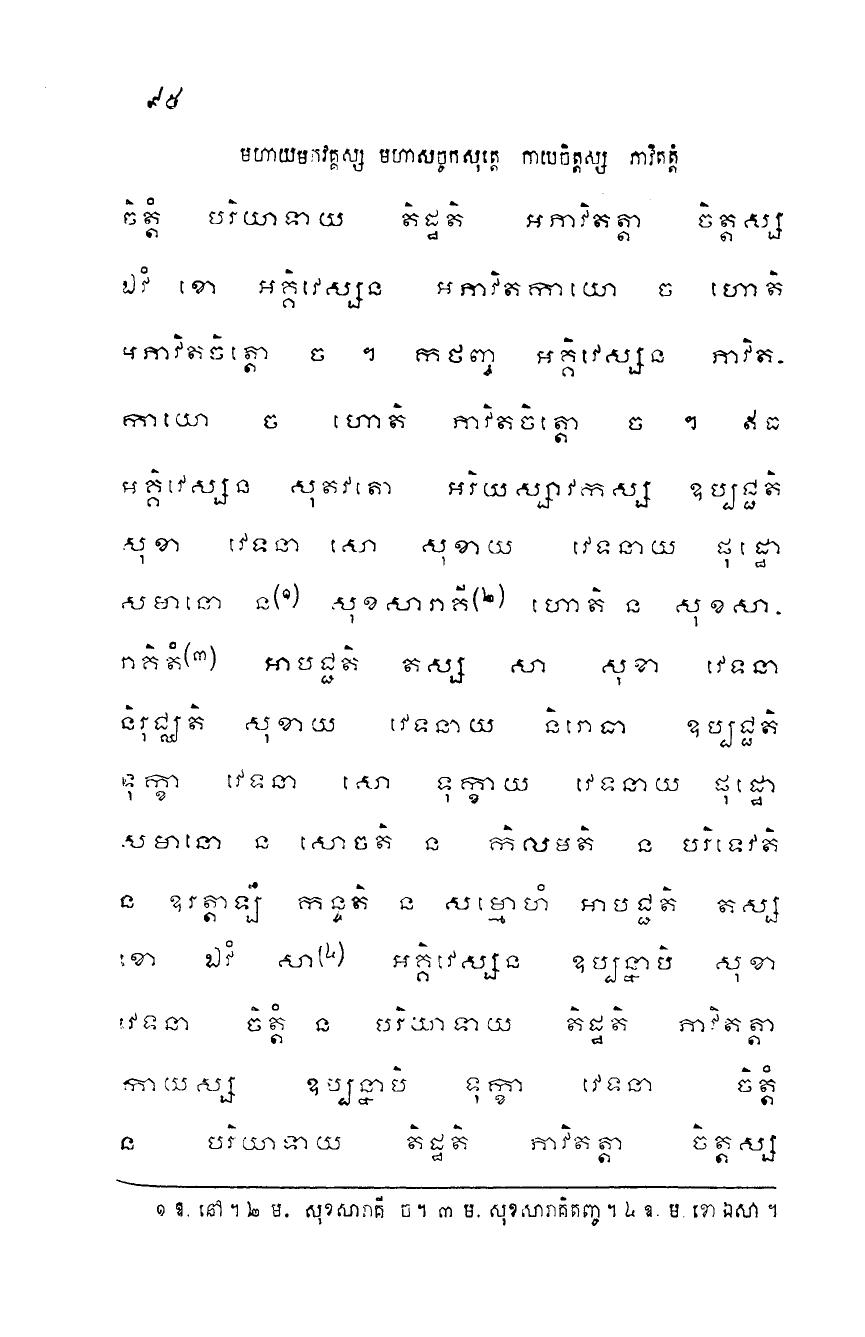 ៩៥
មហាយមកវគ្គស្ស មហាសច្ចកសុត្តេ កាយចិត្តស្ស ភាវិតត្តំ
ចិត្តំ បរិយាទាយ តិដ្ឋតិ អភាវិតត្តា ចិត្តស្ស
ឯវំ ខោ អគ្គិវេស្សន អភាវិតកាយោ ច ហោតិ
អភាវិតចិត្តោ ច ។ កថញ្ច អគ្គិវេស្សន ភាវិត-
កាយោ ច ហោតិ ភាវិតចិត្តោ ច ។ ឥធ
អគ្គិវេស្សន សុតវតោ អរិយស្សាវកស្ស ឧប្បជ្ជតិ
សុខា វេទនា សោ សុខាយ វេទនាយ ផុដ្ឋោ
សមានោ ន(១) សុខសារាគី(២) ហោតិ ន សុខសា-
រាគិតំ(៣) អាបជ្ជតិ តស្ស សា សុខា វេទនា
និរុជ្ឈតិ សុខាយ វេទនាយ និរោធា ឧប្បជ្ជតិ
ទុក្ខា វេទនា សោ ទុក្ខាយ វេទនាយ ផុដ្ឋោ
សមានោ ន សោចតិ ន កិលមតិ ន បរិទេវតិ
ន ឧរត្តាឡឹ កន្ទតិ ន សម្មោហំ អាបជ្ជតិ តស្ស
ខោ ឯវំ សា(៤) អគ្គិវេស្សន ឧប្បន្នាបិ សុខា
វេទនា ចិត្តំ ន បរិយាទាយ តិដ្ឋតិ ភាវិតត្តា
កាយស្ស ឧប្បន្នាបិ ទុក្ខា វេទនា ចិត្តំ
ន បរិយាទាយ តិដ្ឋតិ ភាវិតត្តា ចិត្តស្ស
១ ឱ. នៅ ។ ២ ម. សុខសារាគី ច ។ ៣ ម. សុខសារាគិតញ្ច ។ ៤ ឱ. ម. ខោ ឯសា ។